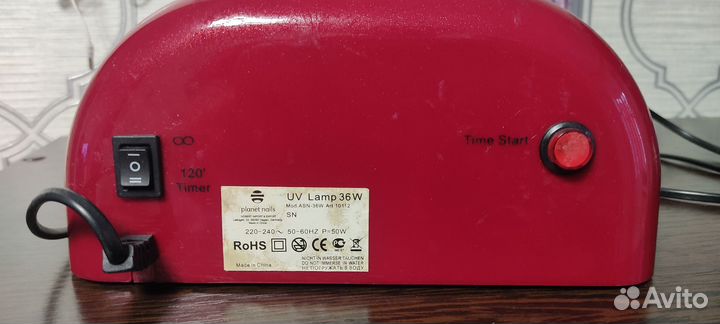 ∞
120'
Timer
Time Start
planet nails
UV Lamp 36W
Mod.ASN-36W Art.10112
SN
220-240~ 50-60HZ P=50W
RoHS CE
Made in China
NICHT IN WASSER TAUCHEN
DO NOT IMMERSE IN WATER
НЕ ПОГРУЖАТЬ В ВОДУ
Avito